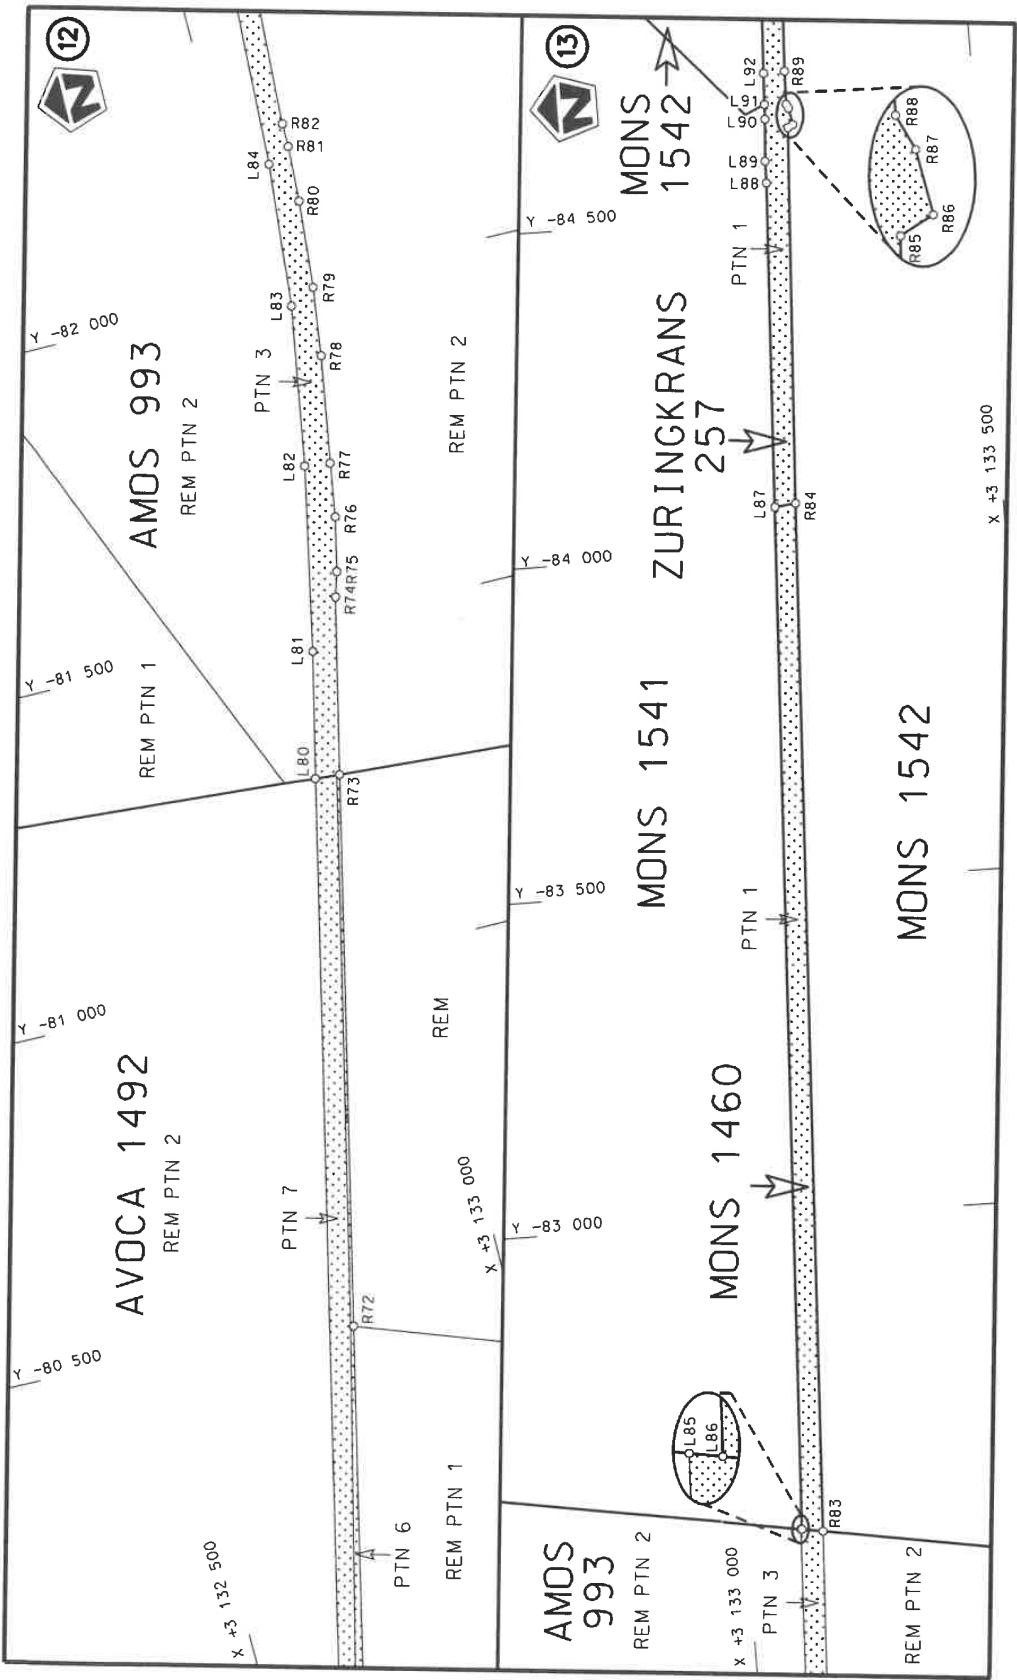 12
N
Y -80 500
Y -81 000
Y -81 500
Y -82 000
X +3 132 500
X +3 133 000
AVOCA 1492
REM PTN 2
REM PTN 1
AMOS 993
REM PTN 2
PTN 7
PTN 3
PTN 6
REM PTN 1
REM
REM PTN 2
L80
L81
L82
L83
L84
R72
R73
R74
R75
R76
R77
R78
R79
R80
R81
R82
13
N
Y -83 000
Y -83 500
Y -84 000
Y -84 500
X +3 133 000
X +3 133 500
AMOS
993
REM PTN 2
PTN 3
REM PTN 2
MONS 1460
MONS 1541
PTN 1
MONS 1542
ZURINGKRANS
257
PTN 1
MONS
1542
L85
L86
L87
L88
L89
L90
L91
L92
R83
R84
R85
R86
R87
R88
R89